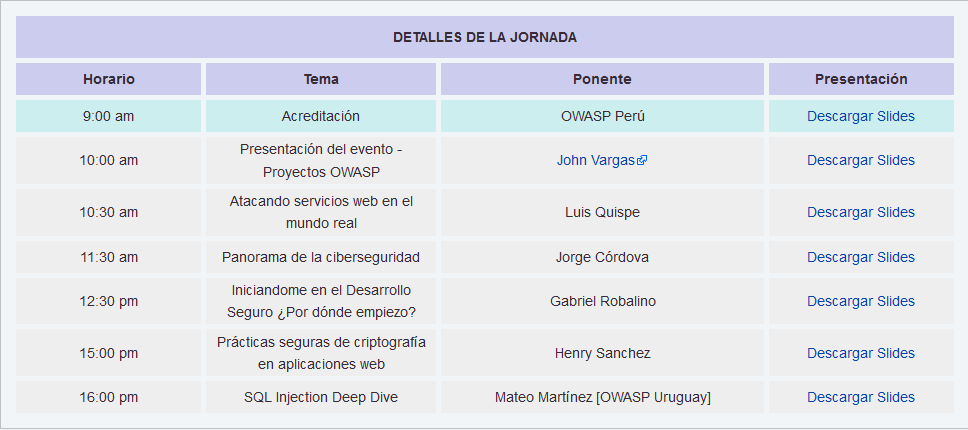 DETALLES DE LA JORNADA
Horario Tema Ponente Presentación
9:00 am Acreditación OWASP Perú Descargar Slides
10:00 am Presentación del evento -
Proyectos OWASP John Vargas Descargar Slides
10:30 am Atacando servicios web en el
mundo real Luis Quispe Descargar Slides
11:30 am Panorama de la ciberseguridad Jorge Córdova Descargar Slides
12:30 pm Iniciandome en el Desarrollo
Seguro ¿Por dónde empiezo? Gabriel Robalino Descargar Slides
15:00 pm Prácticas seguras de criptografía
en aplicaciones web Henry Sanchez Descargar Slides
16:00 pm SQL Injection Deep Dive Mateo Martínez [OWASP Uruguay] Descargar Slides